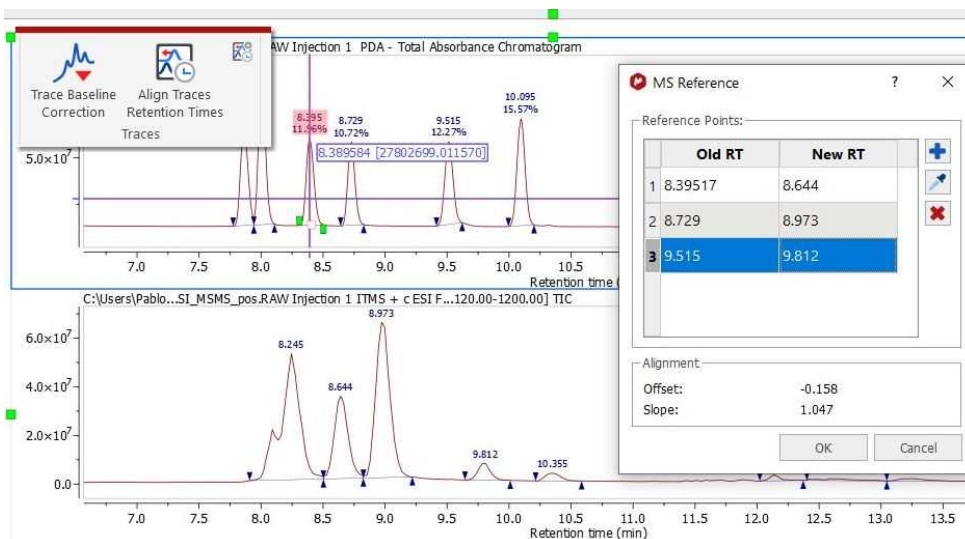 RAW Injection 1 PDA - Total Absorbance Chromatogram
Trace Baseline Correction
Align Traces Retention Times
Traces
8.395
11.96%
8.729
10.72%
9.515
12.27%
10.095
15.57%
8.389584 [27802699.011570]
5.0×10⁷
7.0 7.5 8.0 8.5 9.0 9.5 10.0 10.5
Retention time (
C:\Users\Pablo...SI_MSMS_pos.RAW Injection 1 ITMS + c ESI F...120.00-1200.00] TIC
8.245
8.644
8.973
9.812
10.355
6.0×10⁷
4.0×10⁷
2.0×10⁷
0.0
7.0 7.5 8.0 8.5 9.0 9.5 10.0 10.5 11.0 11.5 12.0 12.5 13.0 13.5
Retention time (min)
MS Reference
? ×
Reference Points:
Old RT New RT
1 8.39517 8.644
2 8.729 8.973
3 9.515 9.812
Alignment
Offset: -0.158
Slope: 1.047
OK Cancel